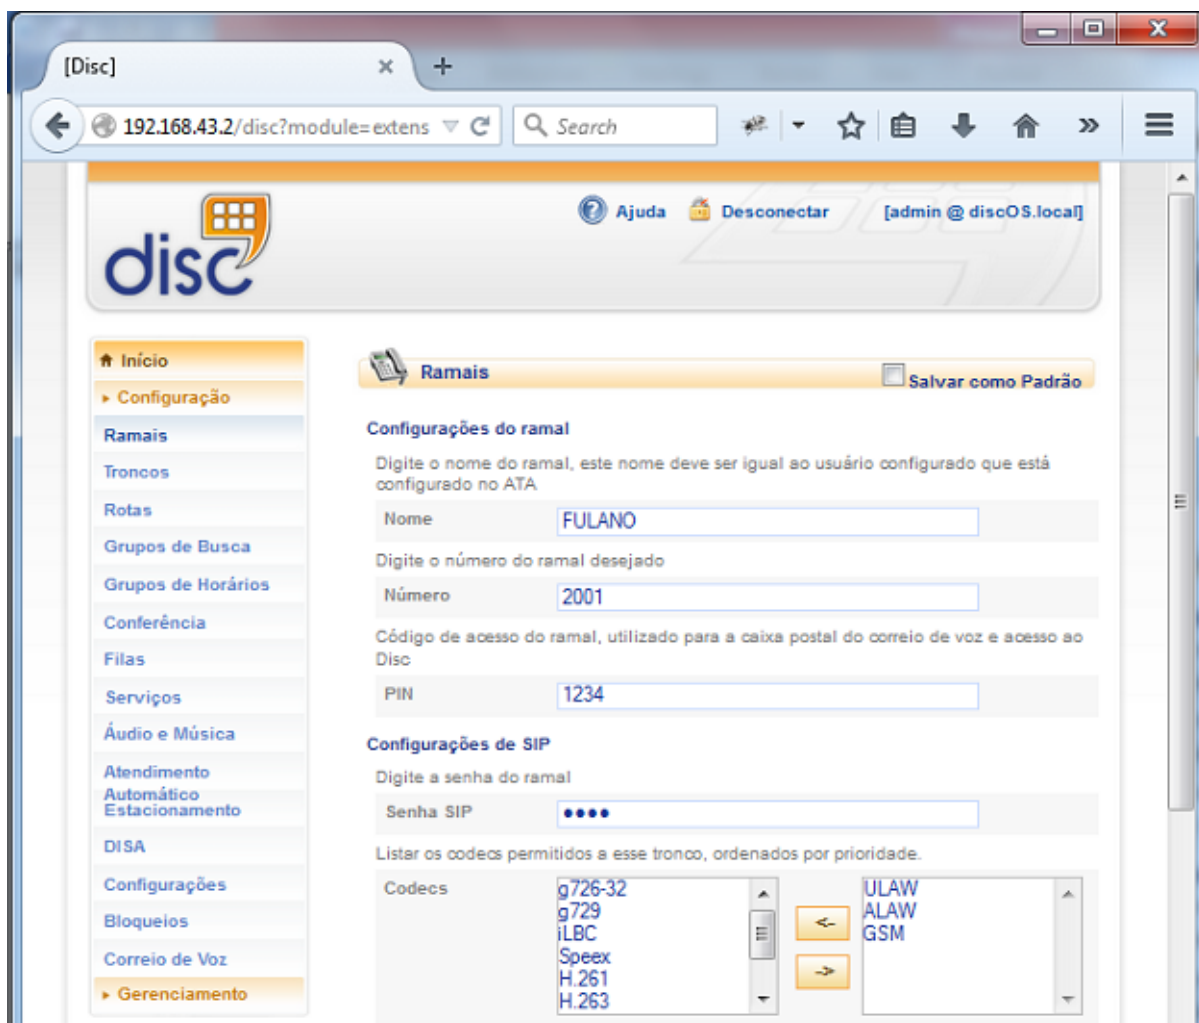 [Disc]
192.168.43.2/disc?module=extens
Search
disc
Ajuda
Desconectar
[admin @ discOS.local]
Início
Configuração
Ramais
Troncos
Rotas
Grupos de Busca
Grupos de Horários
Conferência
Filas
Serviços
Áudio e Música
Atendimento
Automático
Estacionamento
DISA
Configurações
Bloqueios
Correio de Voz
Gerenciamento
Ramais
Salvar como Padrão
Configurações do ramal
Digite o nome do ramal, este nome deve ser igual ao usuário configurado que está
configurado no ATA
Nome FULANO
Digite o número do ramal desejado
Número 2001
Código de acesso do ramal, utilizado para a caixa postal do correio de voz e acesso ao
Disc
PIN 1234
Configurações de SIP
Digite a senha do ramal
Senha SIP ••••
Listar os codecs permitidos a esse tronco, ordenados por prioridade.
Codecs
g726-32
g729
iLBC
Speex
H.261
H.263
<-
->
ULAW
ALAW
GSM